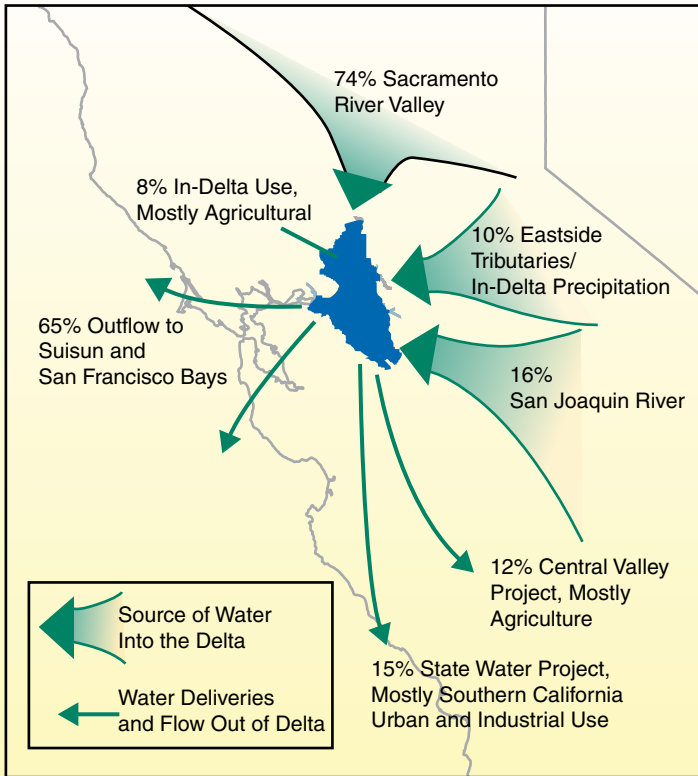 74% Sacramento
River Valley
8% In-Delta Use,
Mostly Agricultural
10% Eastside
Tributaries/
In-Delta Precipitation
65% Outflow to
Suisun and
San Francisco Bays
16%
San Joaquin River
12% Central Valley
Project, Mostly
Agriculture
15% State Water Project,
Mostly Southern California
Urban and Industrial Use
Source of Water
Into the Delta
Water Deliveries
and Flow Out of Delta